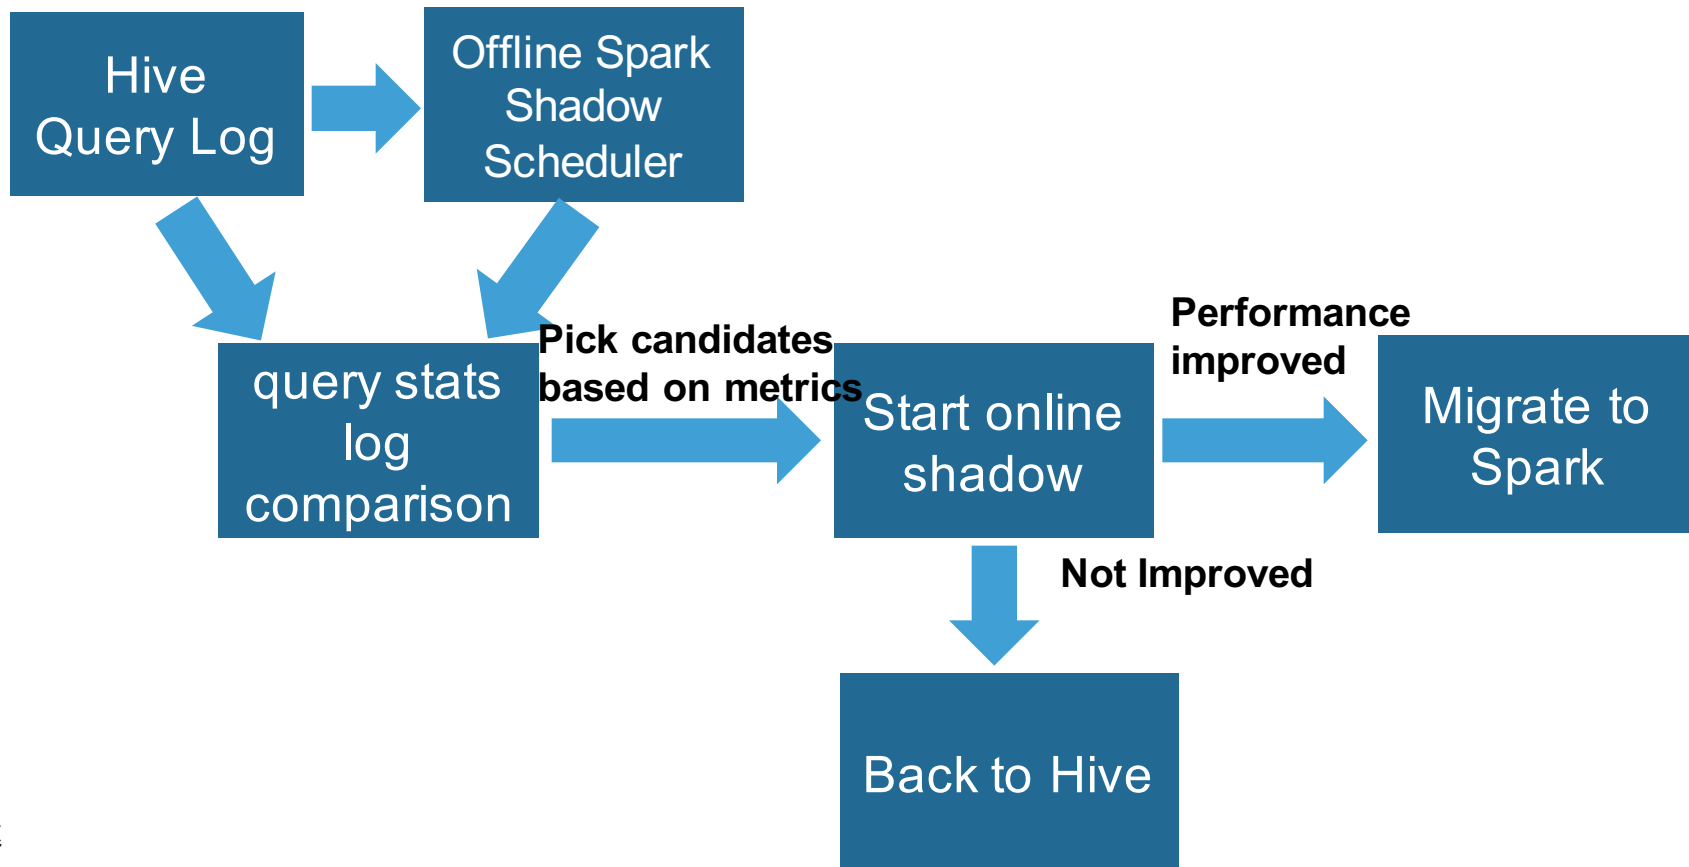 Hive
Query Log
Offline Spark
Shadow
Scheduler
query stats
log
comparison
Pick candidates
based on metrics
Start online
shadow
Performance
improved
Migrate to
Spark
Not Improved
Back to Hive